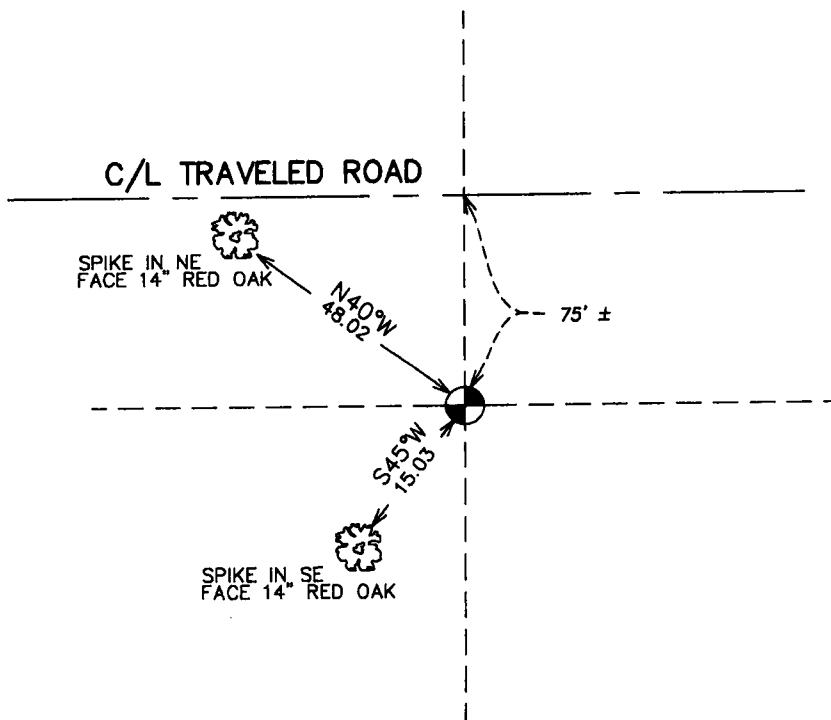 C/L TRAVELED ROAD
SPIKE IN NE
FACE 14" RED OAK
N40°W
48.02
75' ±
S45°W
15.03
SPIKE IN SE
FACE 14" RED OAK